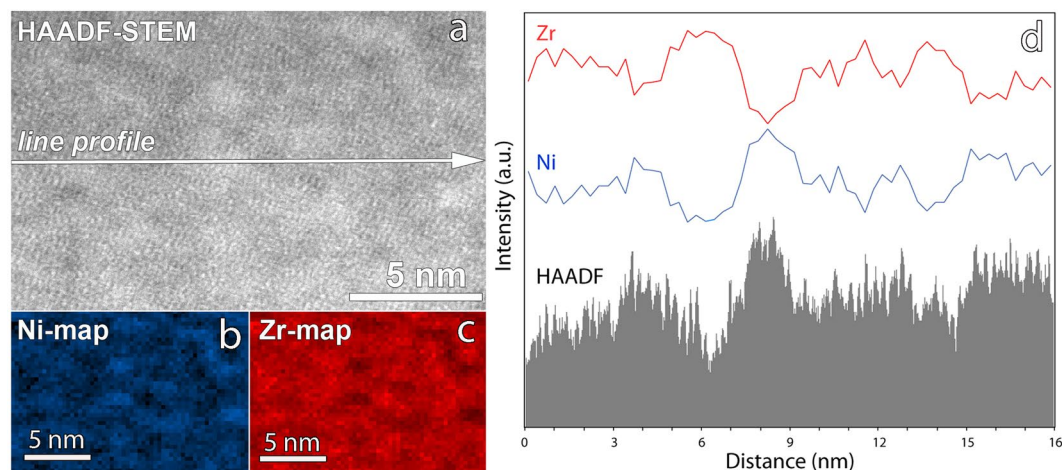 HAADF-STEM
a
line profile
5 nm
Ni-map
b
5 nm
Zr-map
c
5 nm
d
Zr
Ni
HAADF
Intensity (a.u.)
0 3 6 9 12 15 16
Distance (nm)